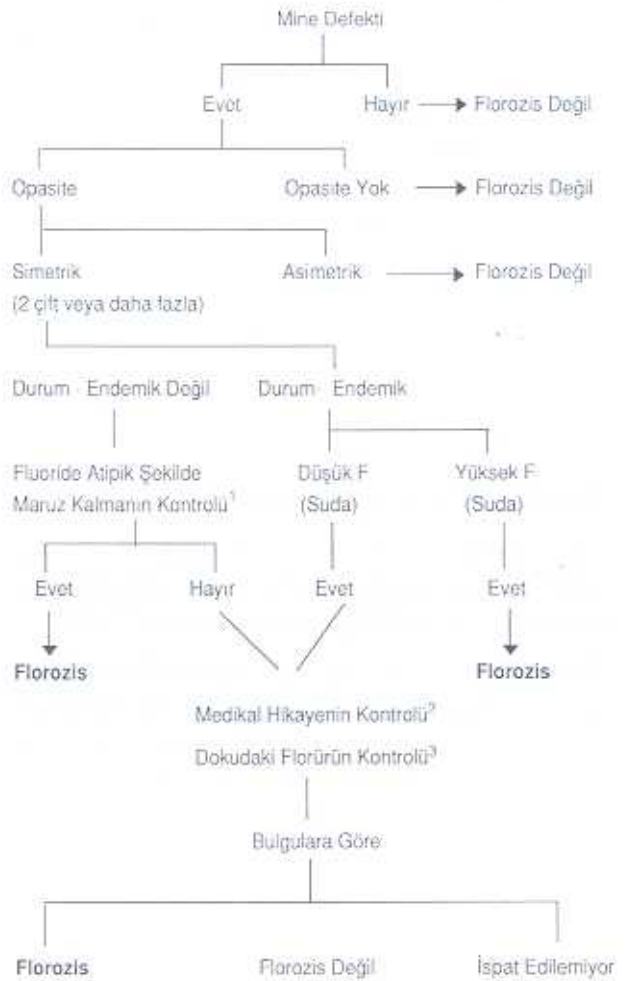 Mine Defekti
Evet Hayır Florozis Değil
Opasite Opasite Yok Florozis Değil
Simetrik Asimetrik Florozis Değil
(2 çift veya daha fazla)
Durum - Endemik Değil Durum - Endemik
Fluoride Atipik Şekilde Düşük F Yüksek F
Maruz Kalmanın Kontrolü¹ (Suda) (Suda)
Evet Hayır Evet Evet
Florozis Florozis
Medikal Hikayenin Kontrolü²
Dokudaki Florürün Kontrolü³
Bulgulara Göre
Florozis Florozis Değil İspat Edilemiyor